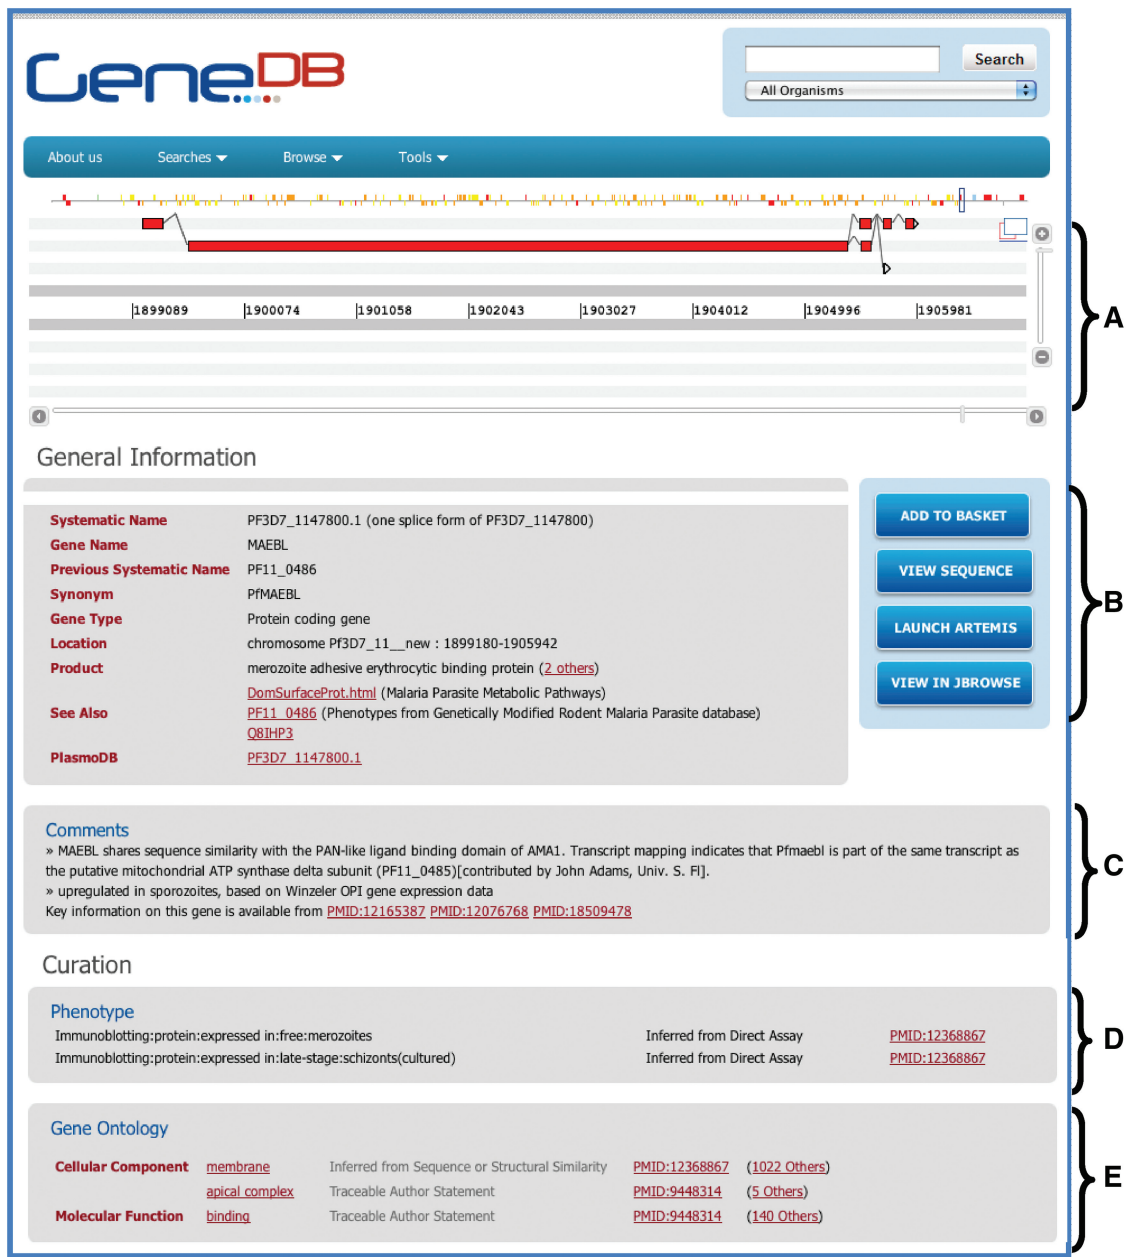 GeneDB
Search
All Organisms
About us Searches Browse Tools
1899089 1900074 1901058 1902043 1903027 1904012 1904996 1905981
A
General Information
Systematic Name PF3D7_1147800.1 (one splice form of PF3D7_1147800)
Gene Name MAEBL
Previous Systematic Name PF11_0486
Synonym PfMAEBL
Gene Type Protein coding gene
Location chromosome Pf3D7_11__new : 1899180-1905942
Product merozoite adhesive erythrocytic binding protein (2 others)
DomSurfaceProt.html (Malaria Parasite Metabolic Pathways)
See Also PF11_0486 (Phenotypes from Genetically Modified Rodent Malaria Parasite database)
Q8IHP3
PlasmoDB PF3D7_1147800.1
ADD TO BASKET
VIEW SEQUENCE
LAUNCH ARTEMIS
VIEW IN JBROWSE
B
Comments
» MAEBL shares sequence similarity with the PAN-like ligand binding domain of AMA1. Transcript mapping indicates that Pfmaebl is part of the same transcript as
the putative mitochondrial ATP synthase delta subunit (PF11_0485)[contributed by John Adams, Univ. S. Fl].
» upregulated in sporozoites, based on Winzeler OPI gene expression data
Key information on this gene is available from PMID:12165387 PMID:12076768 PMID:18509478
C
Curation
Phenotype
Immunoblotting:protein:expressed in:free:merozoites Inferred from Direct Assay PMID:12368867
Immunoblotting:protein:expressed in:late-stage:schizonts(cultured) Inferred from Direct Assay PMID:12368867
D
Gene Ontology
Cellular Component membrane Inferred from Sequence or Structural Similarity PMID:12368867 (1022 Others)
apical complex Traceable Author Statement PMID:9448314 (5 Others)
Molecular Function binding Traceable Author Statement PMID:9448314 (140 Others)
E